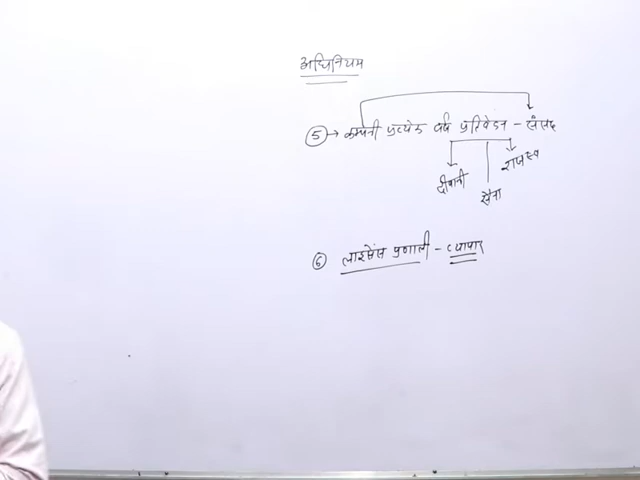 अधिनियम
⑤ → कम्पनी प्रत्येक वर्ष प्रतिवेदन - संसद
दीवानी
सैना
राजस्व
⑥ लाइसेंस प्रणाली - व्यापार